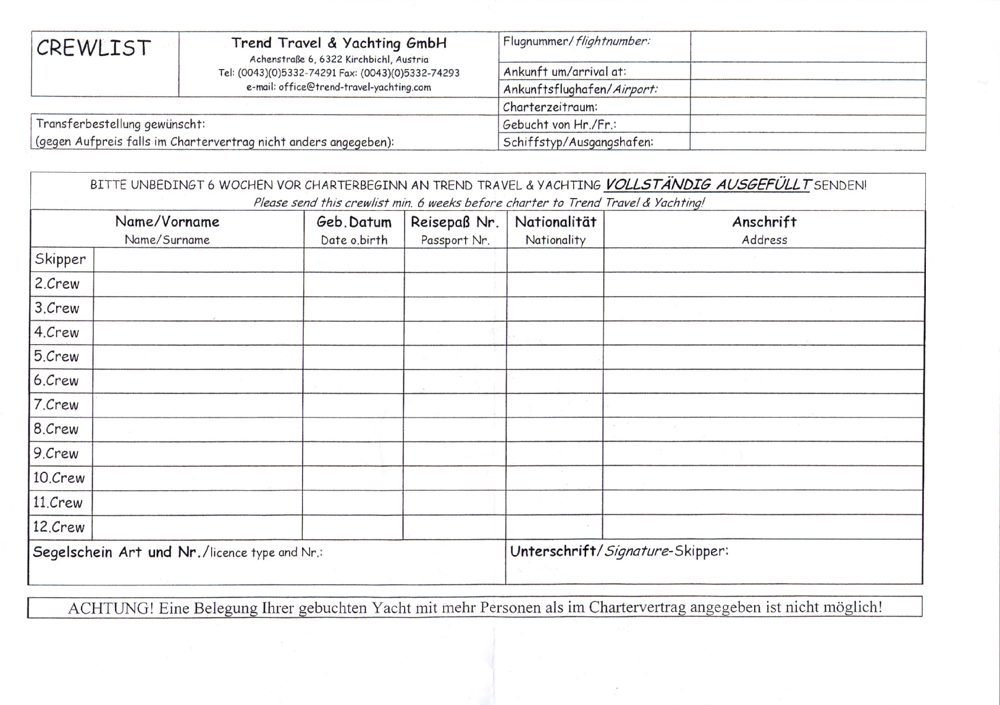 CREWLIST
Trend Travel & Yachting GmbH
Achenstraße 6, 6322 Kirchbichl, Austria
Tel: (0043)(0)5332-74291 Fax: (0043)(0)5332-74293
e-mail: office@trend-travel-yachting.com
Flugnummer/flightnumber:
Ankunft um/arrival at:
Ankunftsflughafen/Airport:
Charterzeitraum:
Gebucht von Hr./Fr.:
Schiffstyp/Ausgangshafen:
Transferbestellung gewünscht:
(gegen Aufpreis falls im Chartervertrag nicht anders angegeben):
BITTE UNBEDINGT 6 WOCHEN VOR CHARTERBEGINN AN TREND TRAVEL & YACHTING VOLLSTÄNDIG AUSGEFÜLLT SENDEN!
Please send this crewlist min. 6 weeks before charter to Trend Travel & Yachting!
Name/Vorname Geb.Datum Reisepaß Nr. Nationalität Anschrift
Name/Surname Date o.birth Passport Nr. Nationality Address
Skipper
2.Crew
3.Crew
4.Crew
5.Crew
6.Crew
7.Crew
8.Crew
9.Crew
10.Crew
11.Crew
12.Crew
Segelschein Art und Nr./licence type and Nr.: Unterschrift/Signature-Skipper:
ACHTUNG! Eine Belegung Ihrer gebuchten Yacht mit mehr Personen als im Chartervertrag angegeben ist nicht möglich!